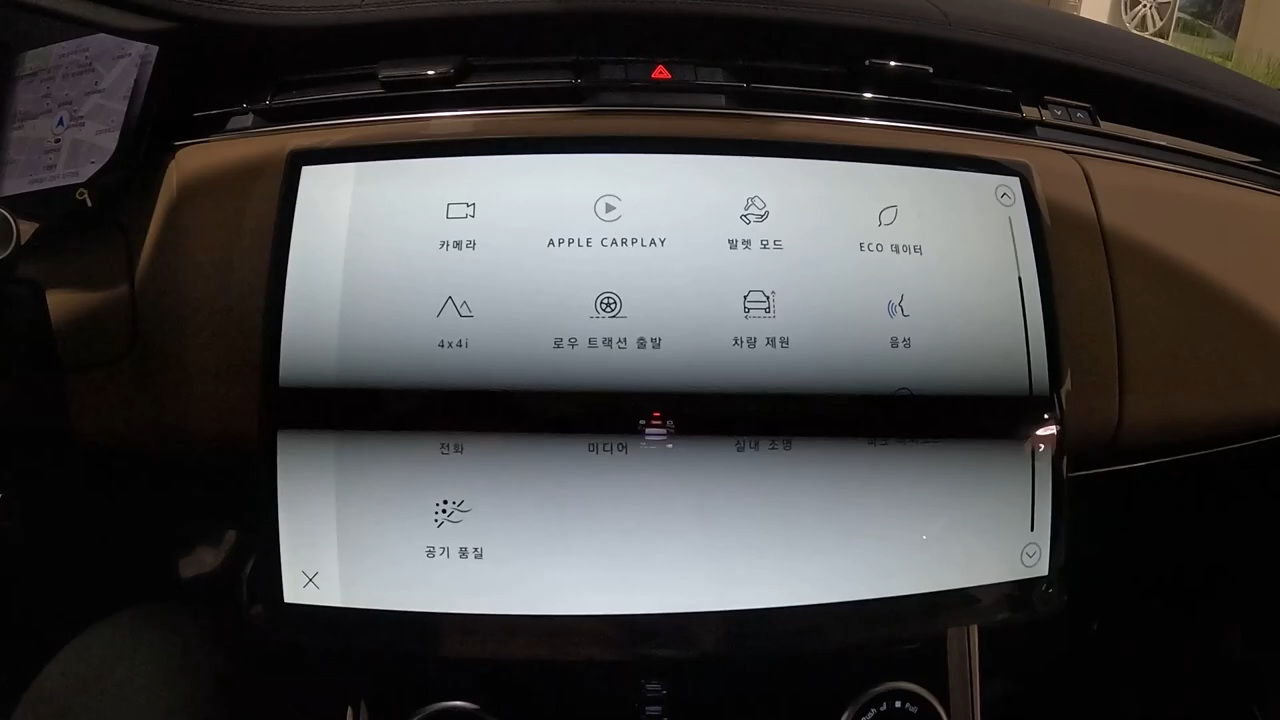 카메라
APPLE CARPLAY
발렛 모드
ECO 데이터
4x4i
로우 트랙션 출발
차량 제원
음성
전화
미디어
실내 조명
공기 품질
Push
Pull